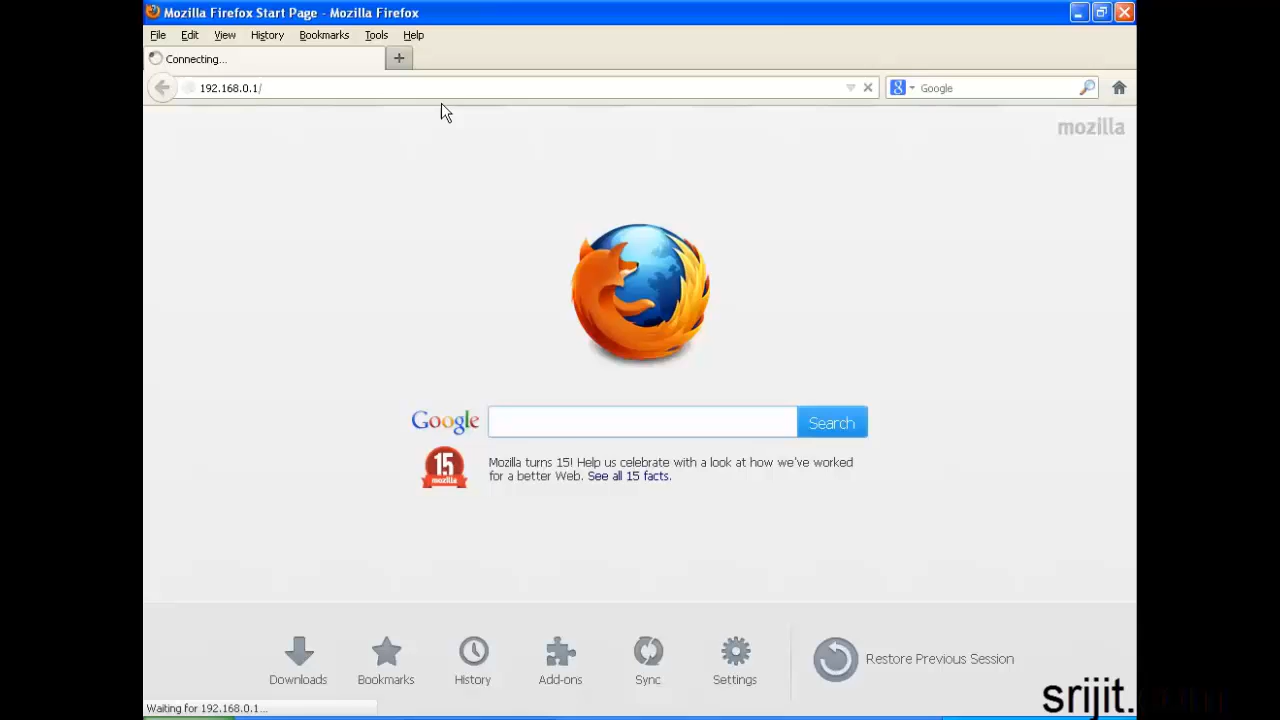 Mozilla Firefox Start Page - Mozilla Firefox
File Edit View History Bookmarks Tools Help
Connecting...
192.168.0.1/
Google
mozilla
Google
Search
15
mozilla
Mozilla turns 15! Help us celebrate with a look at how we've worked
for a better Web. See all 15 facts.
Downloads Bookmarks History Add-ons Sync Settings Restore Previous Session
Waiting for 192.168.0.1...
srijit.com